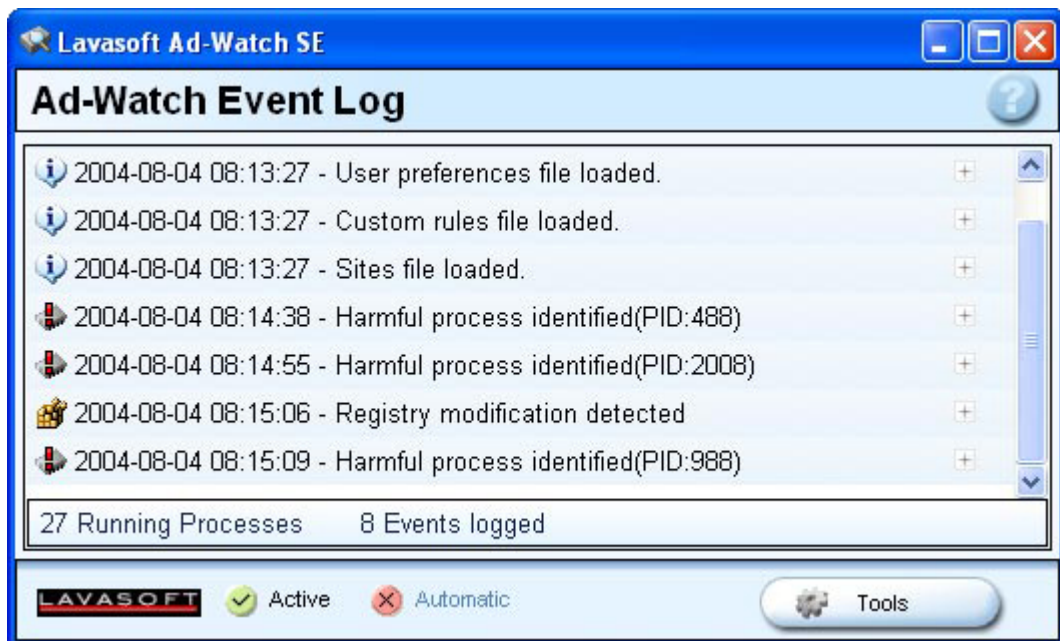 Lavasoft Ad-Watch SE
Ad-Watch Event Log
2004-08-04 08:13:27 - User preferences file loaded.
2004-08-04 08:13:27 - Custom rules file loaded.
2004-08-04 08:13:27 - Sites file loaded.
2004-08-04 08:14:38 - Harmful process identified(PID:488)
2004-08-04 08:14:55 - Harmful process identified(PID:2008)
2004-08-04 08:15:06 - Registry modification detected
2004-08-04 08:15:09 - Harmful process identified(PID:988)
27 Running Processes 8 Events logged
LAVASOFT Active Automatic Tools